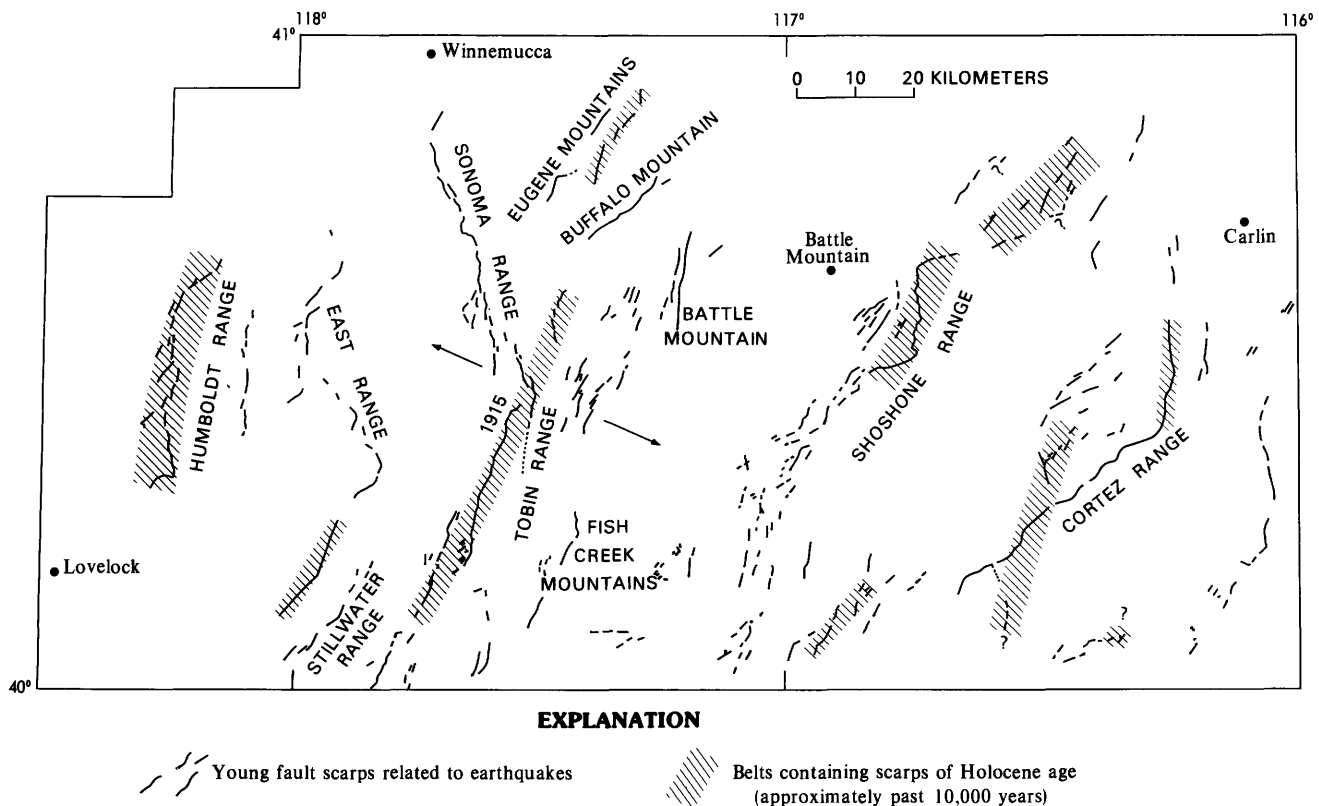 118°
117°
116°
41°
Winnemucca
0 10 20 KILOMETERS
EUGENE MOUNTAINS
SONOMA RANGE
BUFFALO MOUNTAIN
Carlin
Battle
Mountain
HUMBOLDT RANGE
EAST RANGE
BATTLE
MOUNTAIN
SHOSHONE RANGE
1915
TOBIN RANGE
CORTEZ RANGE
FISH
CREEK
MOUNTAINS
Lovelock
STILLWATER
RANGE
?
?
?
?
40°
EXPLANATION
Young fault scarps related to earthquakes
Belts containing scarps of Holocene age
(approximately past 10,000 years)